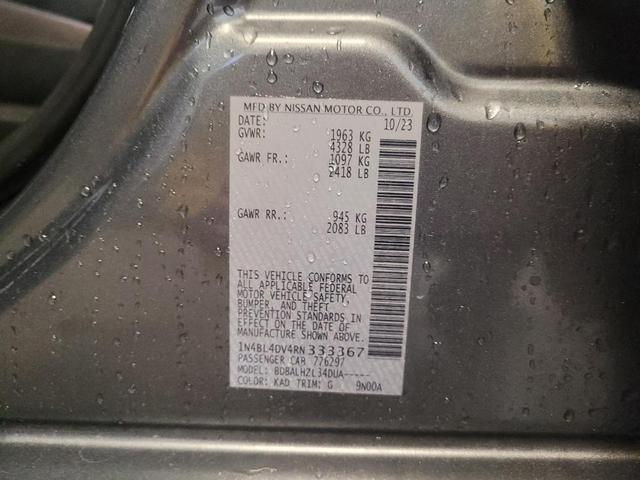 MFD BY NISSAN MOTOR CO., LTD.
DATE: 10/23
GVWR: 1963 KG
4328 LB
GAWR FR.: 1097 KG
2418 LB
GAWR RR.: 945 KG
2083 LB
THIS VEHICLE CONFORMS TO
ALL APPLICABLE FEDERAL
MOTOR VEHICLE SAFETY,
BUMPER, AND THEFT
PREVENTION STANDARDS IN
EFFECT ON THE DATE OF
MANUFACTURE SHOWN ABOVE.
1N4BL4DV4RN333367
PASSENGER CAR 776297
MODEL: BDBALHZL34DUA-----
COLOR: KAD TRIM: G 9N00A